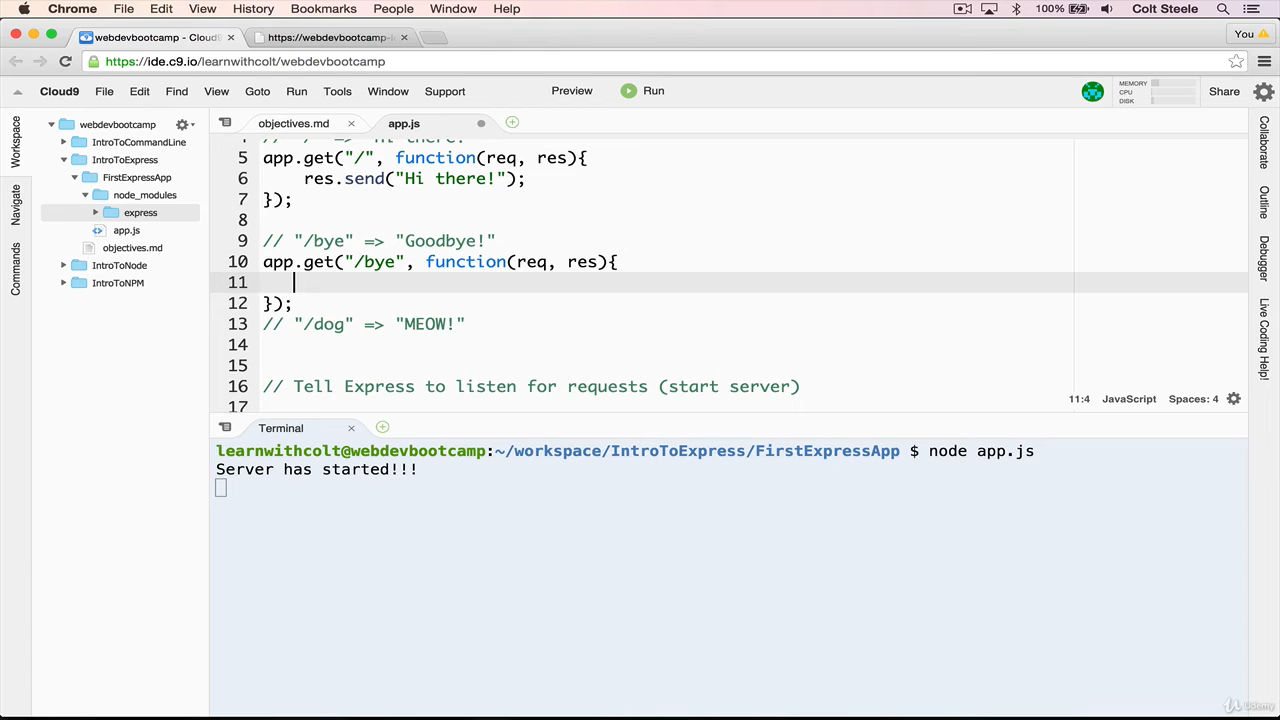 Chrome File Edit View History Bookmarks People Window Help 100% Colt Steele
webdevbootcamp - Cloud9 × https://webdevbootcamp- × You
https://ide.c9.io/learnwithcolt/webdevbootcamp
Cloud9 File Edit Find View Goto Run Tools Window Support Preview Run MEMORY CPU DISK Share
Workspace
Navigate
Commands
webdevbootcamp
IntroToCommandLine
IntroToExpress
FirstExpressApp
node_modules
express
app.js
objectives.md
IntroToNode
IntroToNPM
objectives.md × app.js
4 // "/" => "Hi there!"
5 app.get("/", function(req, res){
6 res.send("Hi there!");
7 });
8
9 // "/bye" => "Goodbye!"
10 app.get("/bye", function(req, res){
11
12 });
13 // "/dog" => "MEOW!"
14
15
16 // Tell Express to listen for requests (start server)
17
11:4 JavaScript Spaces: 4
Collaborate
Outline
Debugger
Live Coding Help!
Terminal ×
learnwithcolt@webdevbootcamp:~/workspace/IntroToExpress/FirstExpressApp $ node app.js
Server has started!!!
Udemy